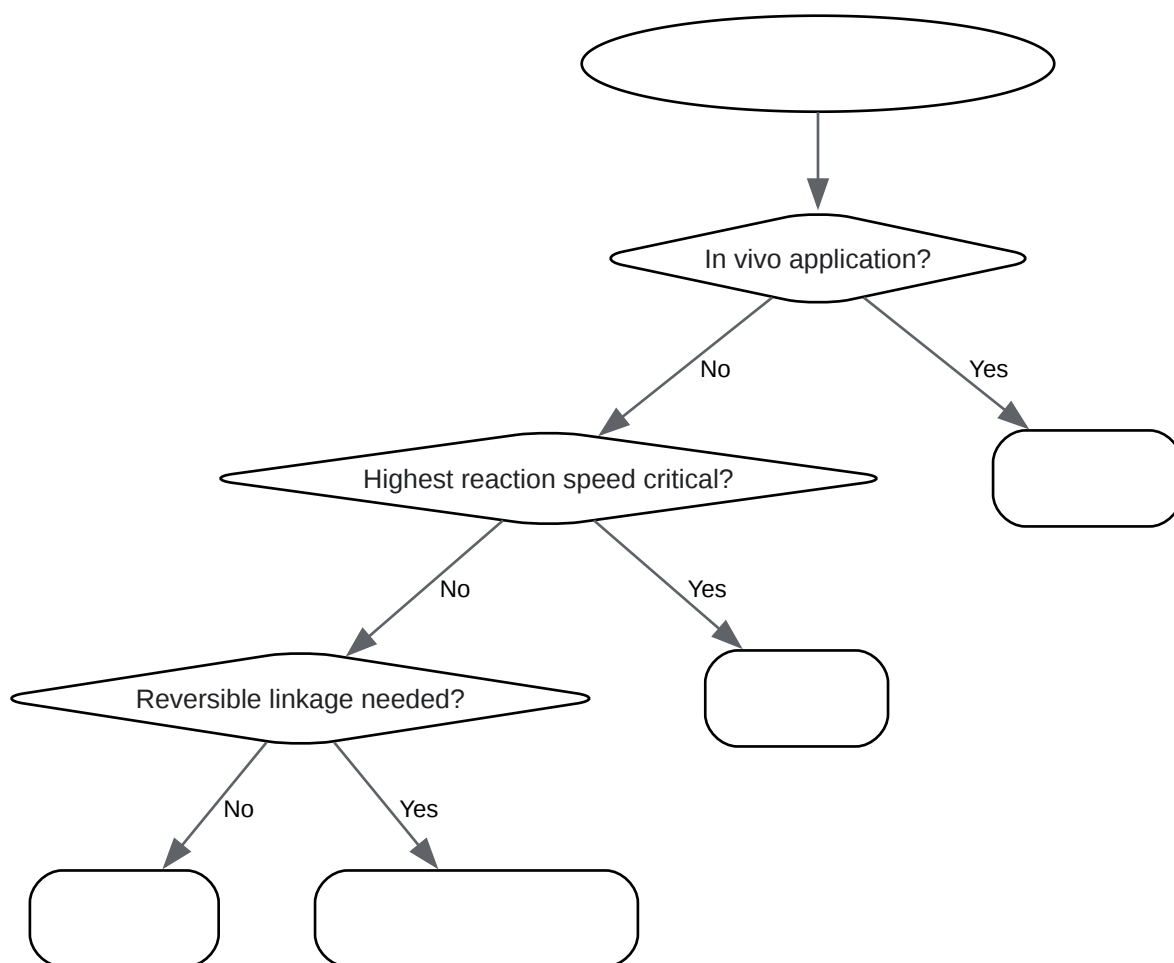 In vivo application?
No
Yes
Highest reaction speed critical?
No
Yes
Reversible linkage needed?
No
Yes